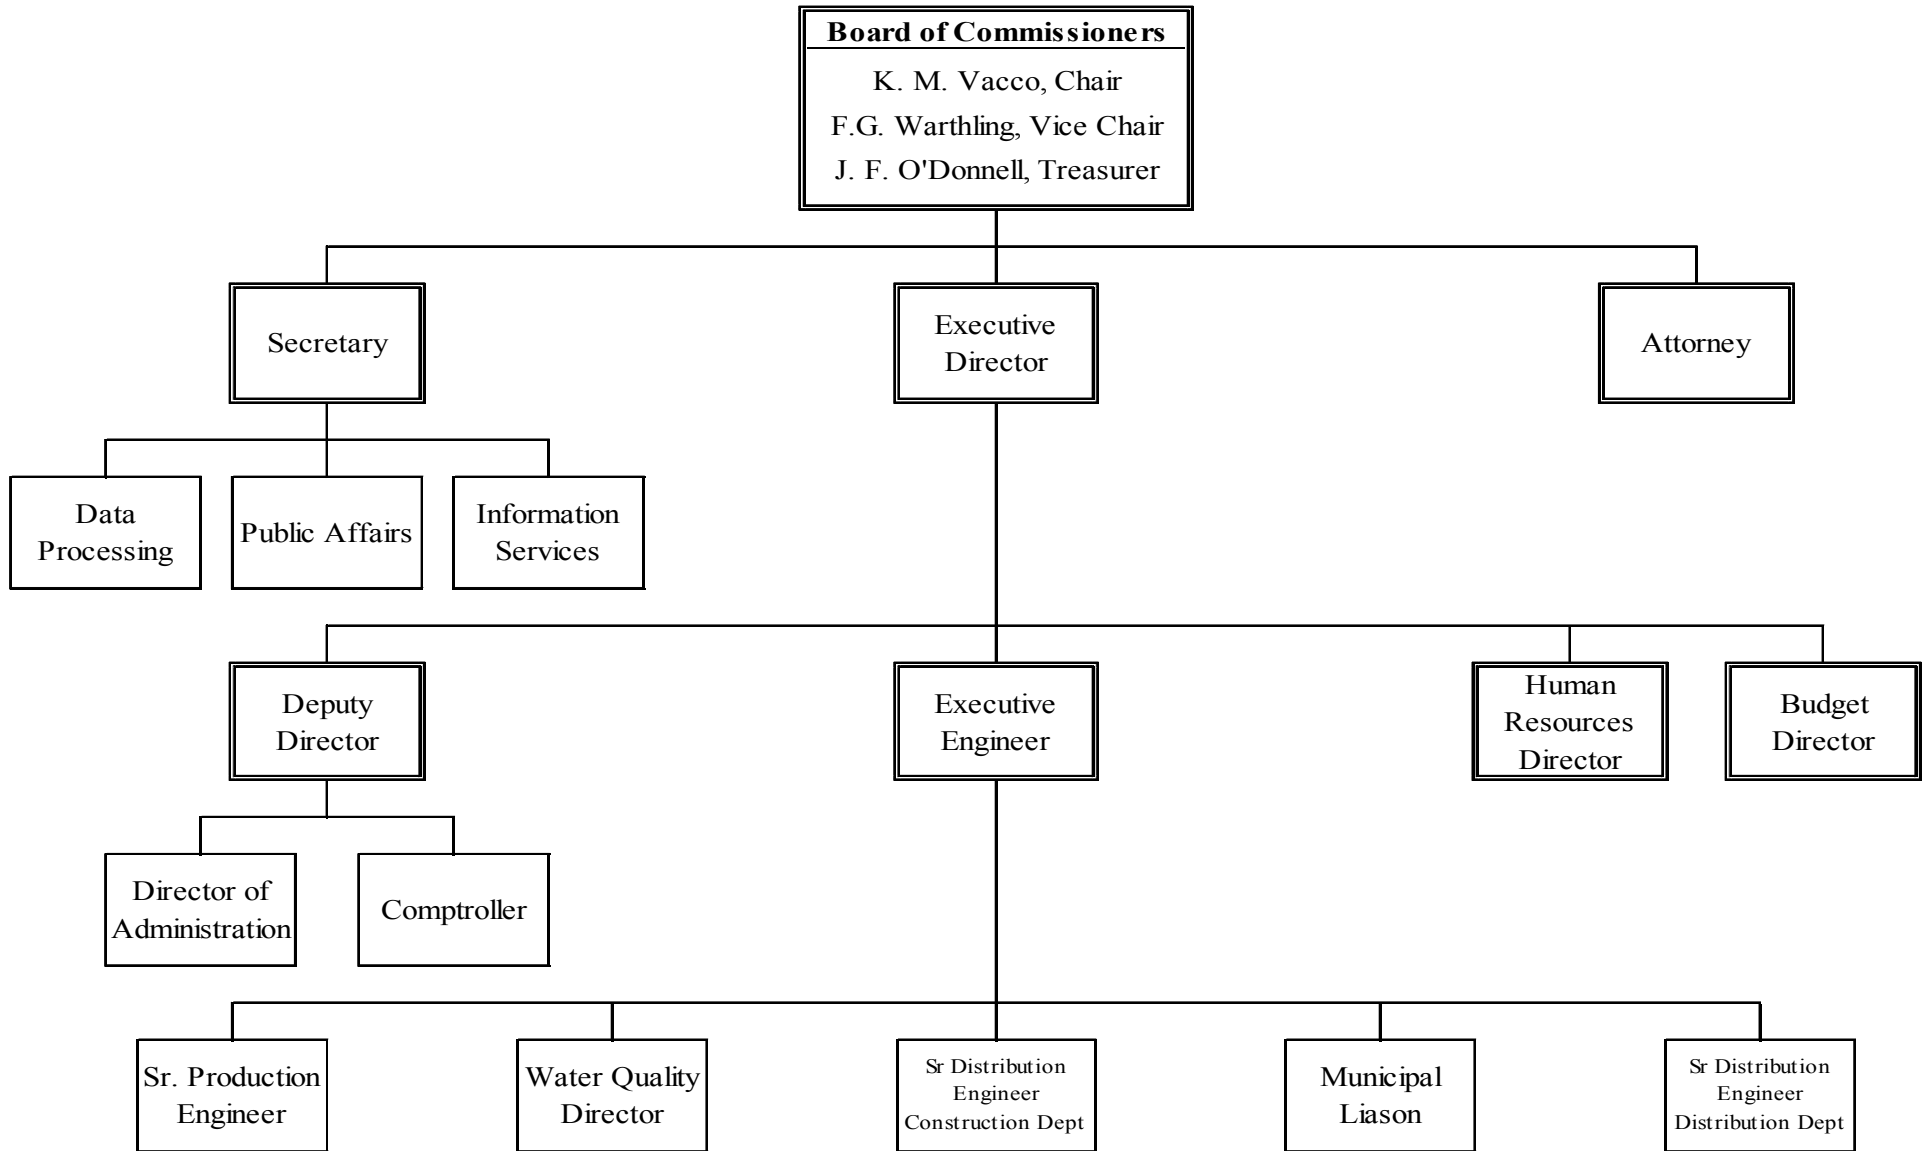 Board of Commissioners
K. M. Vacco, Chair
F.G. Warthling, Vice Chair
J. F. O'Donnell, Treasurer
Secretary
Executive
Director
Attorney
Data
Processing
Public Affairs
Information
Services
Deputy
Director
Executive
Engineer
Human
Resources
Director
Budget
Director
Director of
Administration
Comptroller
Sr. Production
Engineer
Water Quality
Director
Sr Distribution
Engineer
Construction Dept
Municipal
Liason
Sr Distribution
Engineer
Distribution Dept